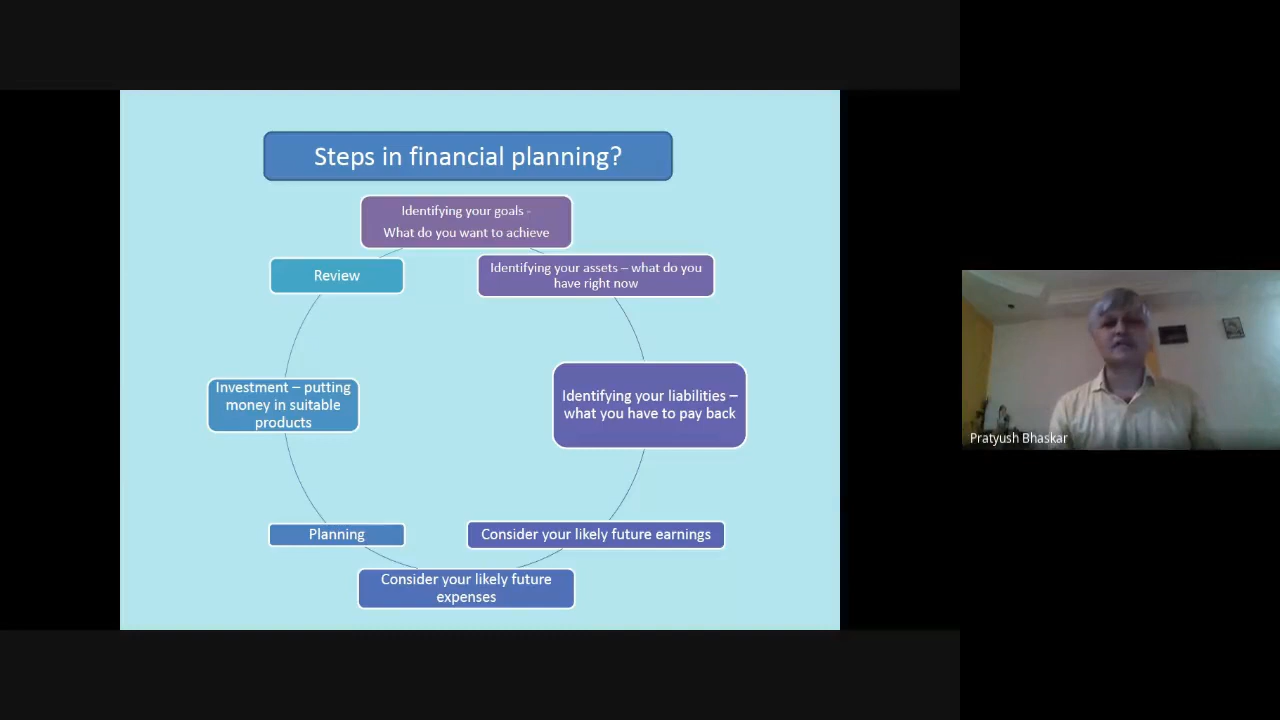 Steps in financial planning?
Identifying your goals -
What do you want to achieve
Identifying your assets – what do you
have right now
Identifying your liabilities –
what you have to pay back
Consider your likely future earnings
Consider your likely future
expenses
Planning
Investment – putting
money in suitable
products
Review
Pratyush Bhaskar